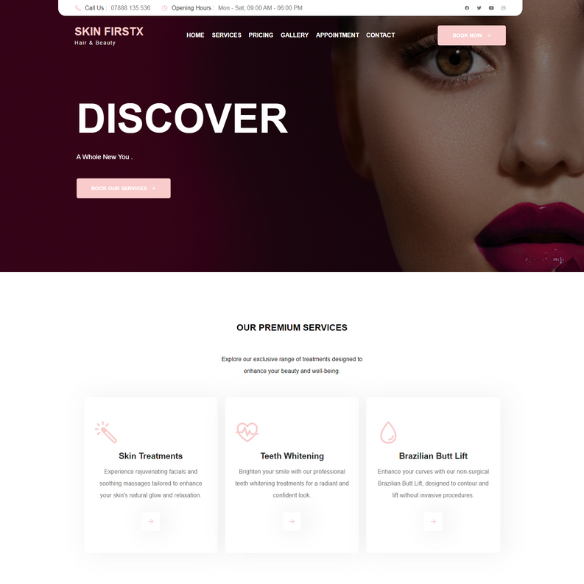 Call Us 07888 135 536 Opening Hours Mon - Sat, 09:00 AM - 06:00 PM
SKIN FIRSTX
Hair & Beauty
HOME SERVICES PRICING GALLERY APPOINTMENT CONTACT
BOOK NOW
DISCOVER
A Whole New You .
BOOK OUR SERVICES
OUR PREMIUM SERVICES
Explore our exclusive range of treatments designed to
enhance your beauty and well-being.
Skin Treatments
Experience rejuvenating facials and
soothing massages tailored to enhance
your skin's natural glow and relaxation.
Teeth Whitening
Brighten your smile with our professional
teeth whitening treatments for a radiant and
confident look.
Brazilian Butt Lift
Enhance your curves with our non-surgical
Brazilian Butt Lift, designed to contour and
lift without invasive procedures.